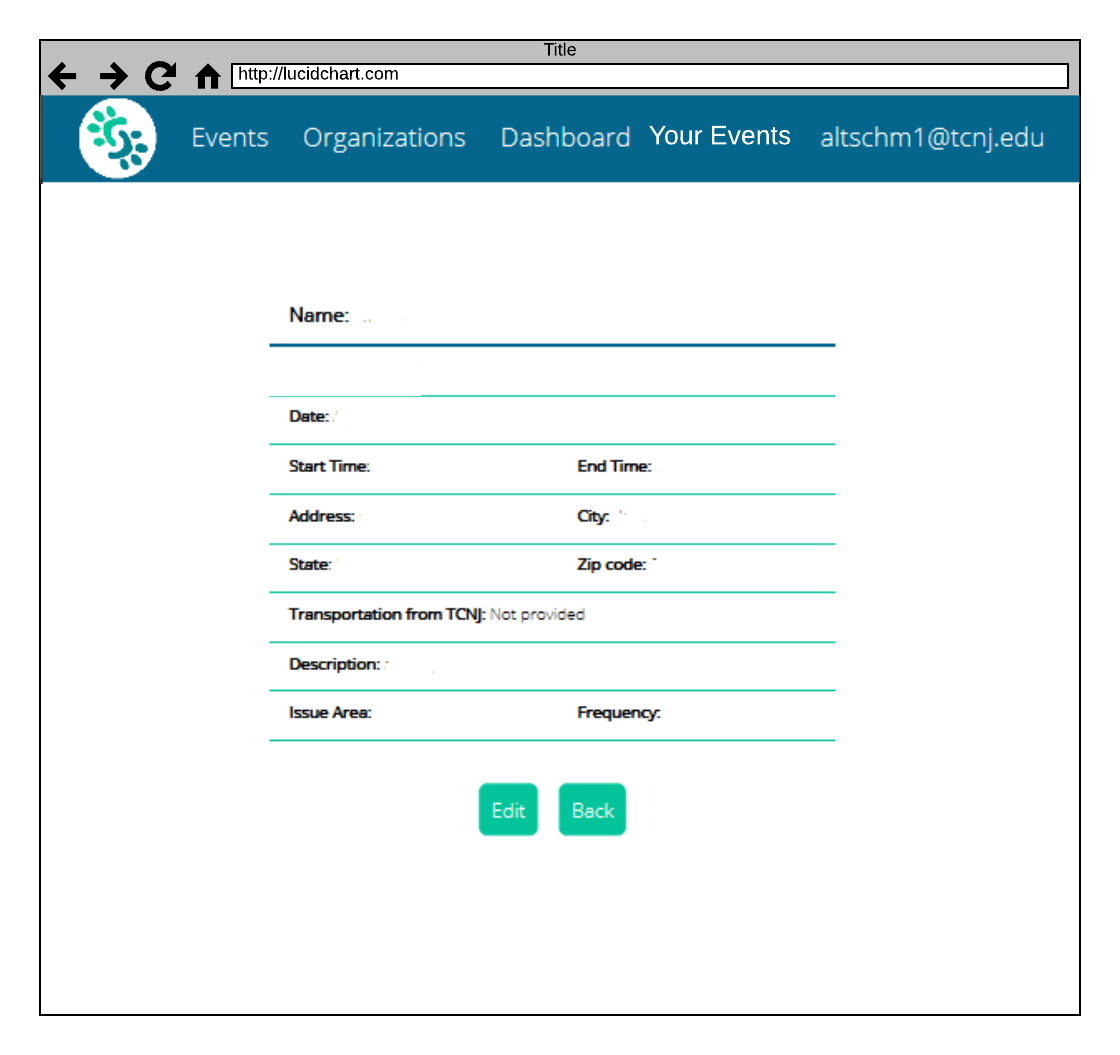 Title
http://lucidchart.com
Events Organizations Dashboard Your Events altschm1@tcnj.edu
Name:
Date:
Start Time: End Time:
Address: City:
State: Zip code:
Transportation from TCNJ: Not provided
Description:
Issue Area: Frequency:
Edit Back